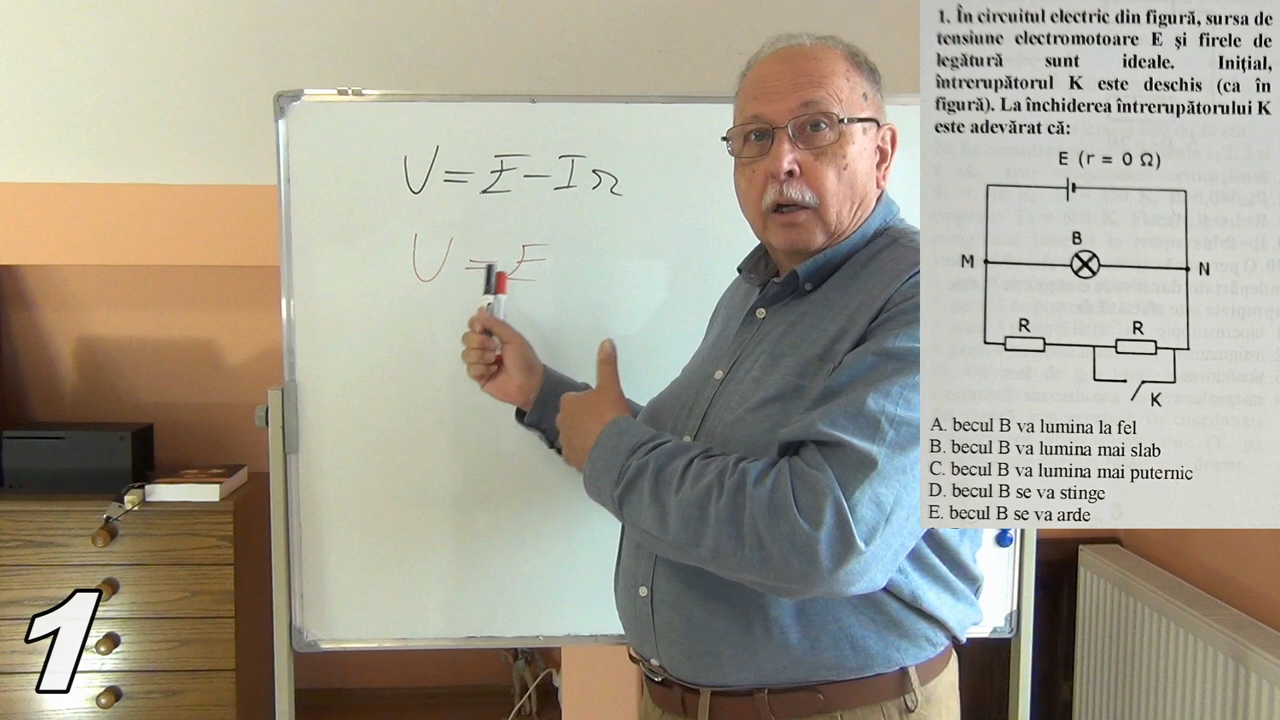 U = E - Ir
U = E
1. În circuitul electric din figură, sursa de
tensiune electromotoare E și firele de
legătură sunt ideale. Inițial,
întrerupătorul K este deschis (ca în
figură). La închiderea întrerupătorului K
este adevărat că:
E (r = 0 Ω)
B
M
N
R
R
K
A. becul B va lumina la fel
B. becul B va lumina mai slab
C. becul B va lumina mai puternic
D. becul B se va stinge
E. becul B se va arde
1